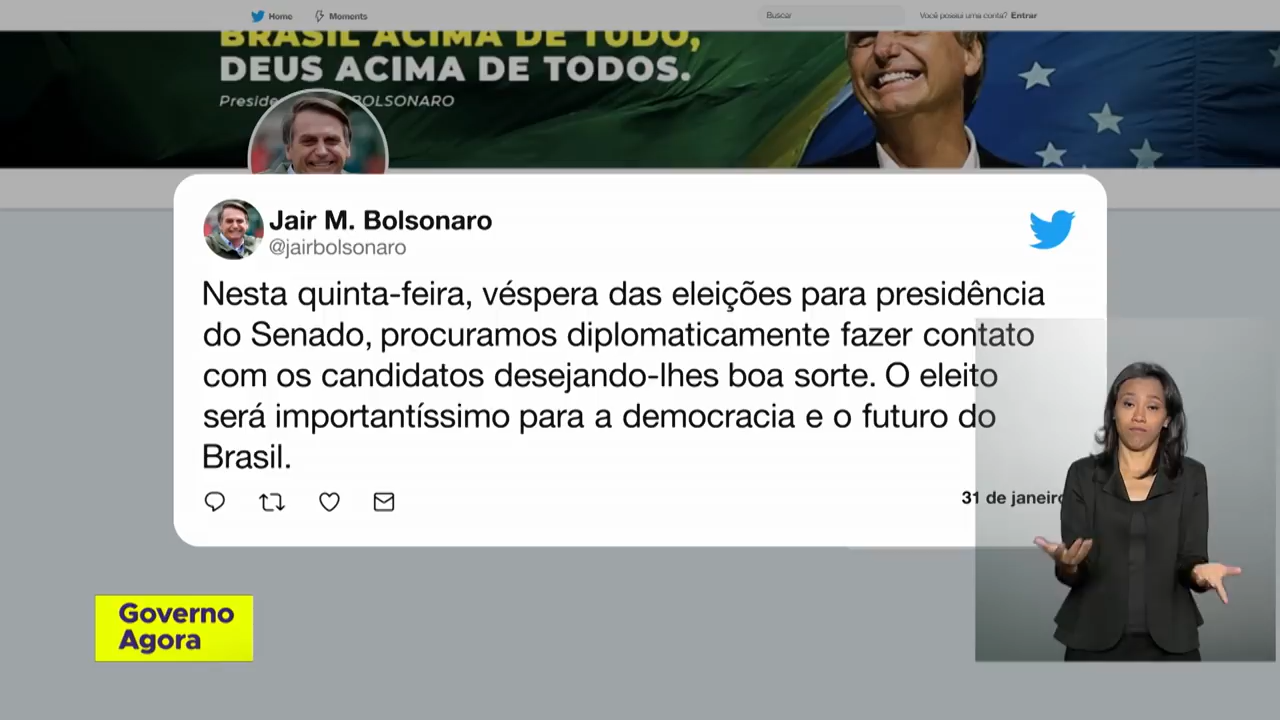 Home Moments Buscar Você possui uma conta? Entrar
BRASIL ACIMA DE TUDO,
DEUS ACIMA DE TODOS.
Preside BOLSONARO
Jair M. Bolsonaro
@jairbolsonaro
Nesta quinta-feira, véspera das eleições para presidência
do Senado, procuramos diplomaticamente fazer contato
com os candidatos desejando-lhes boa sorte. O eleito
será importantíssimo para a democracia e o futuro do
Brasil.
31 de janeiro
Governo
Agora